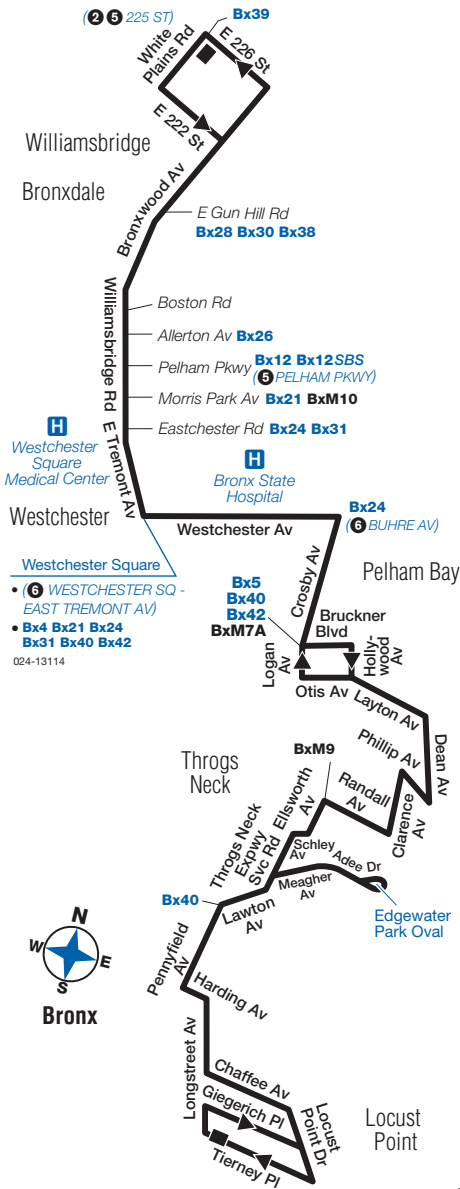 (2 5 225 ST)
Bx39
White
Plains Rd
E 226 St
E 222 St
Williamsbridge
Bronxdale
Bronxwood Av
E Gun Hill Rd
Bx28 Bx30 Bx38
Williamsbridge Rd
Boston Rd
Allerton Av Bx26
Pelham Pkwy Bx12 Bx12SBS
(5 PELHAM PKWY)
Morris Park Av Bx21 BxM10
Eastchester Rd Bx24 Bx31
E Tremont Av
H
Westchester
Square
Medical Center
H
Bronx State
Hospital
Westchester
Westchester Av
Bx24
(6 BUHRE AV)
Westchester Square
• (6 WESTCHESTER SQ -
EAST TREMONT AV)
• Bx4 Bx21 Bx24
Bx31 Bx40 Bx42
024-13114
Crosby Av
Pelham Bay
Bx5
Bx40
Bx42
BxM7A
Bruckner
Blvd
Logan
Av
Holly-
wood
Av
Otis Av
Layton Av
Dean Av
Phillip Av
Clarence
Av
Randall
Av
BxM9
Throgs
Neck
Ellsworth
Av
Throgs Neck
Expwy
Svc Rd
Schley
Av
Adee Dr
Meagher
Av
Edgewater
Park Oval
Bx40
Lawton
Av
Pennyfield
Av
N
W
E
S
Bronx
Harding Av
Longstreet Av
Chaffee Av
Giegerich Pl
Locust
Point Dr
Tierney Pl
Locust
Point